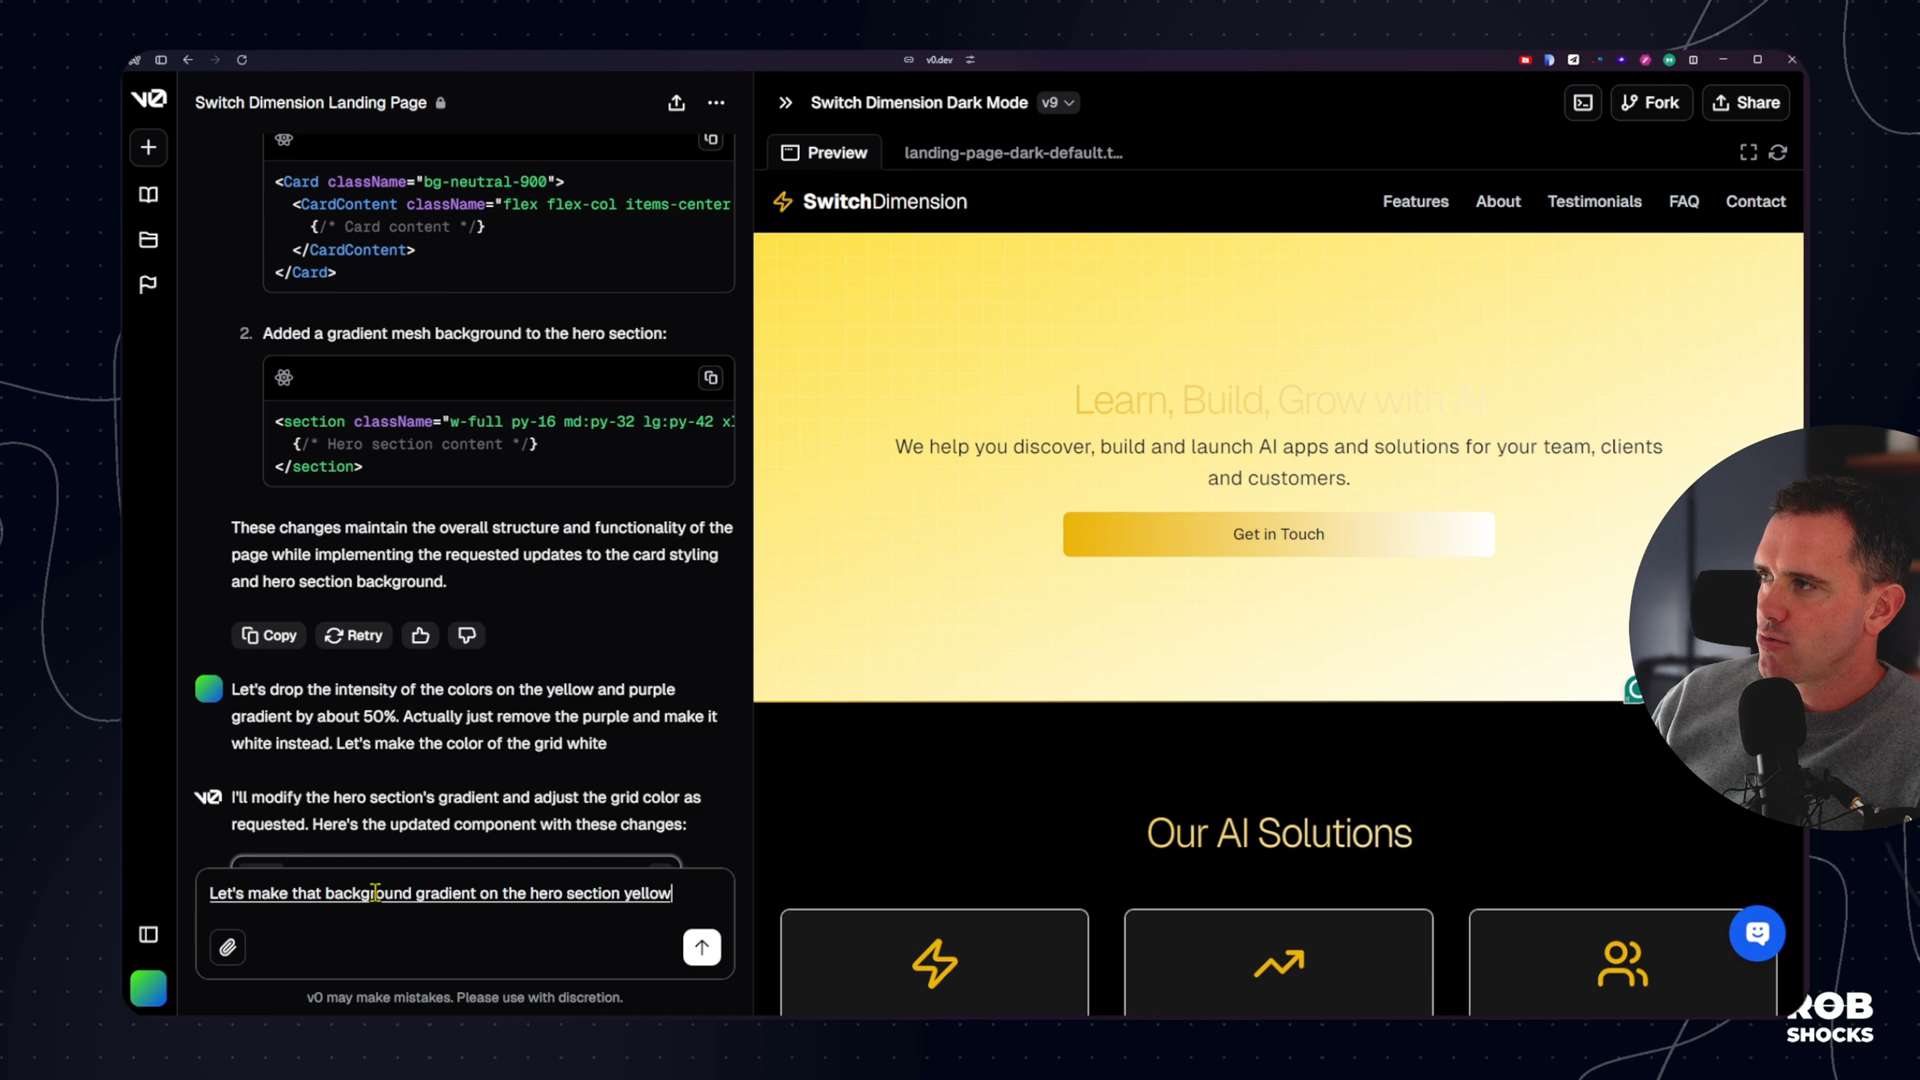 v0.dev
Switch Dimension Landing Page
<Card className="bg-neutral-900">
<CardContent className="flex flex-col items-center
{/* Card content */}
</CardContent>
</Card>
2. Added a gradient mesh background to the hero section:
<section className="w-full py-16 md:py-32 lg:py-42 xl
{/* Hero section content */}
</section>
These changes maintain the overall structure and functionality of the
page while implementing the requested updates to the card styling
and hero section background.
Copy
Retry
Let's drop the intensity of the colors on the yellow and purple
gradient by about 50%. Actually just remove the purple and make it
white instead. Let's make the color of the grid white
v0 I'll modify the hero section's gradient and adjust the grid color as
requested. Here's the updated component with these changes:
Let's make that background gradient on the hero section yellow
v0 may make mistakes. Please use with discretion.
Switch Dimension Dark Mode v9
Fork
Share
Preview
landing-page-dark-default.t...
SwitchDimension
Features About Testimonials FAQ Contact
Learn, Build, Grow with AI
We help you discover, build and launch AI apps and solutions for your team, clients
and customers.
Get in Touch
Our AI Solutions
ROB
SHOCKS